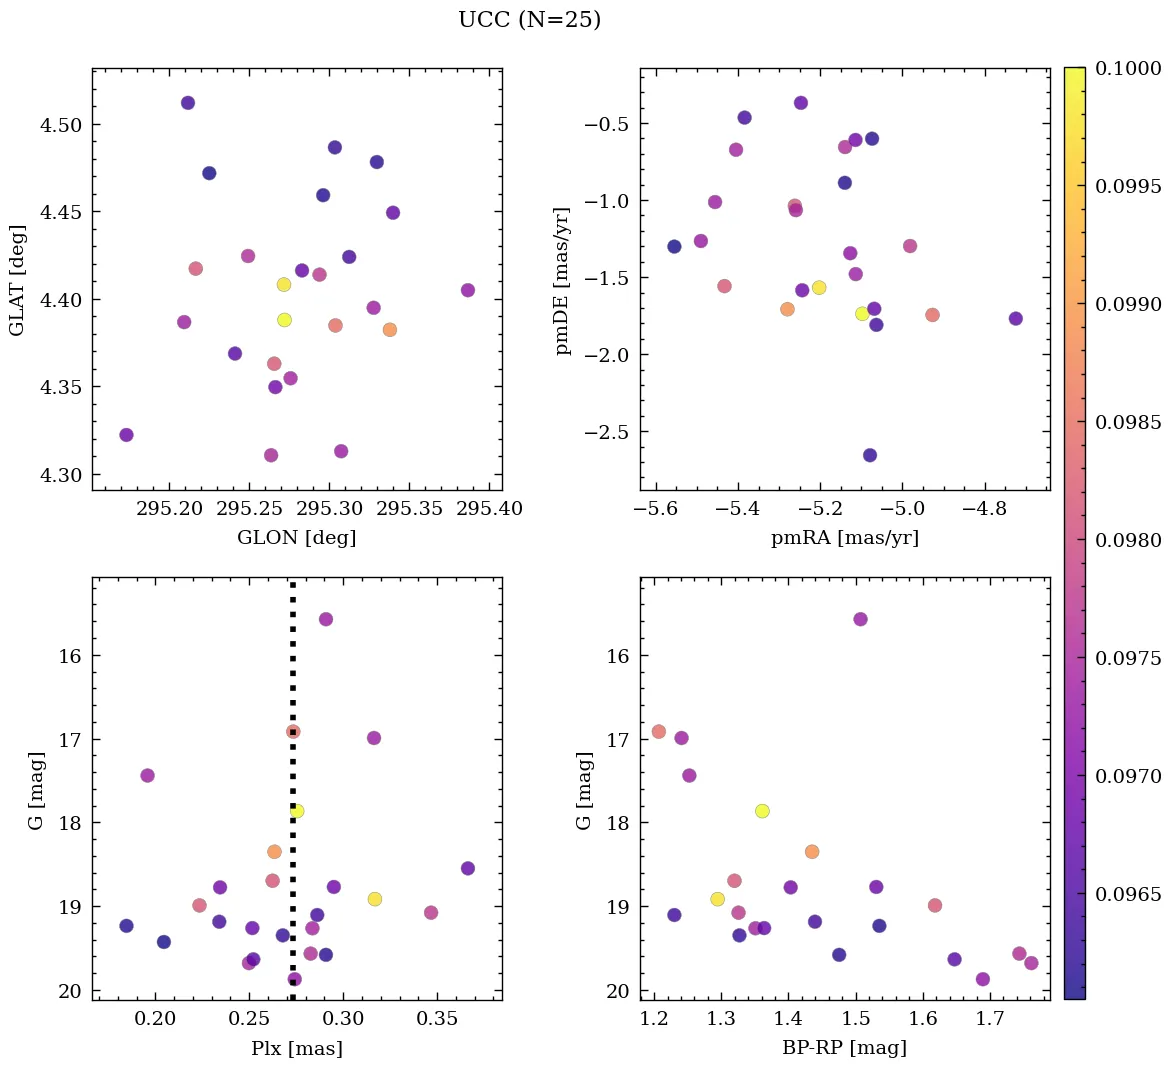 UCC (N=25)
4.50
4.45
4.40
4.35
4.30
GLAT [deg]
295.20 295.25 295.30 295.35 295.40
GLON [deg]
−0.5
−1.0
−1.5
−2.0
−2.5
pmDE [mas/yr]
−5.6 −5.4 −5.2 −5.0 −4.8
pmRA [mas/yr]
16
17
18
19
20
G [mag]
0.20 0.25 0.30 0.35
Plx [mas]
16
17
18
19
20
G [mag]
1.2 1.3 1.4 1.5 1.6 1.7
BP-RP [mag]
0.1000
0.0995
0.0990
0.0985
0.0980
0.0975
0.0970
0.0965